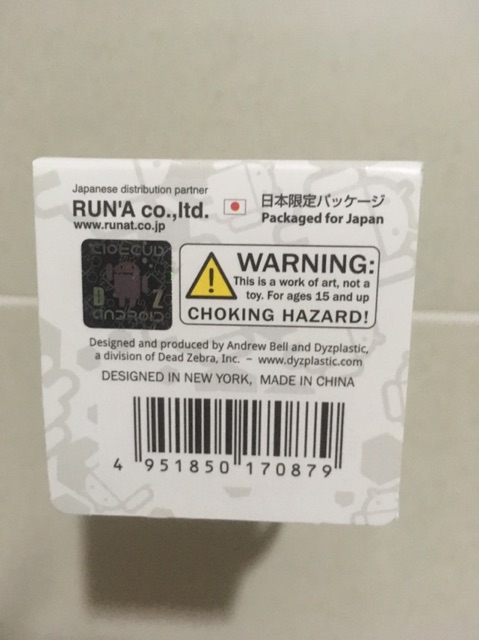 Japanese distribution partner
RUN'A co.,ltd.
www.runat.co.jp
日本限定パッケージ
Packaged for Japan
D Z
ANDROID
WARNING:
This is a work of art, not a
toy. For ages 15 and up
CHOKING HAZARD!
Designed and produced by Andrew Bell and Dyzplastic,
a division of Dead Zebra, Inc. – www.dyzplastic.com
DESIGNED IN NEW YORK, MADE IN CHINA
4 951850 170879